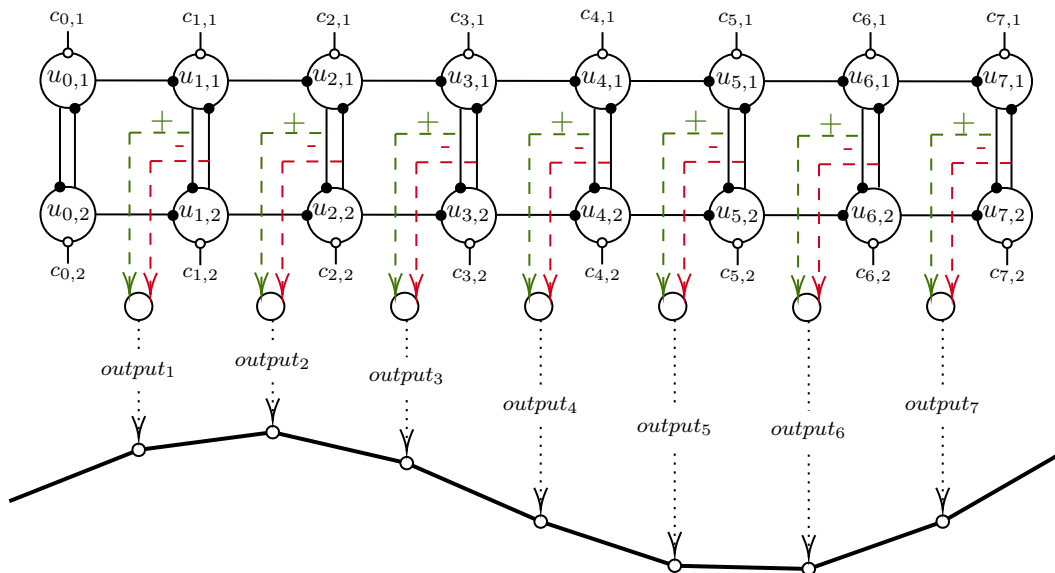 c0,1 c1,1 c2,1 c3,1 c4,1 c5,1 c6,1 c7,1
u0,1 u1,1 u2,1 u3,1 u4,1 u5,1 u6,1 u7,1
+ + + + + + +
- - - - - - -
u0,2 u1,2 u2,2 u3,2 u4,2 u5,2 u6,2 u7,2
c0,2 c1,2 c2,2 c3,2 c4,2 c5,2 c6,2 c7,2
output1 output2 output3 output4 output5 output6 output7